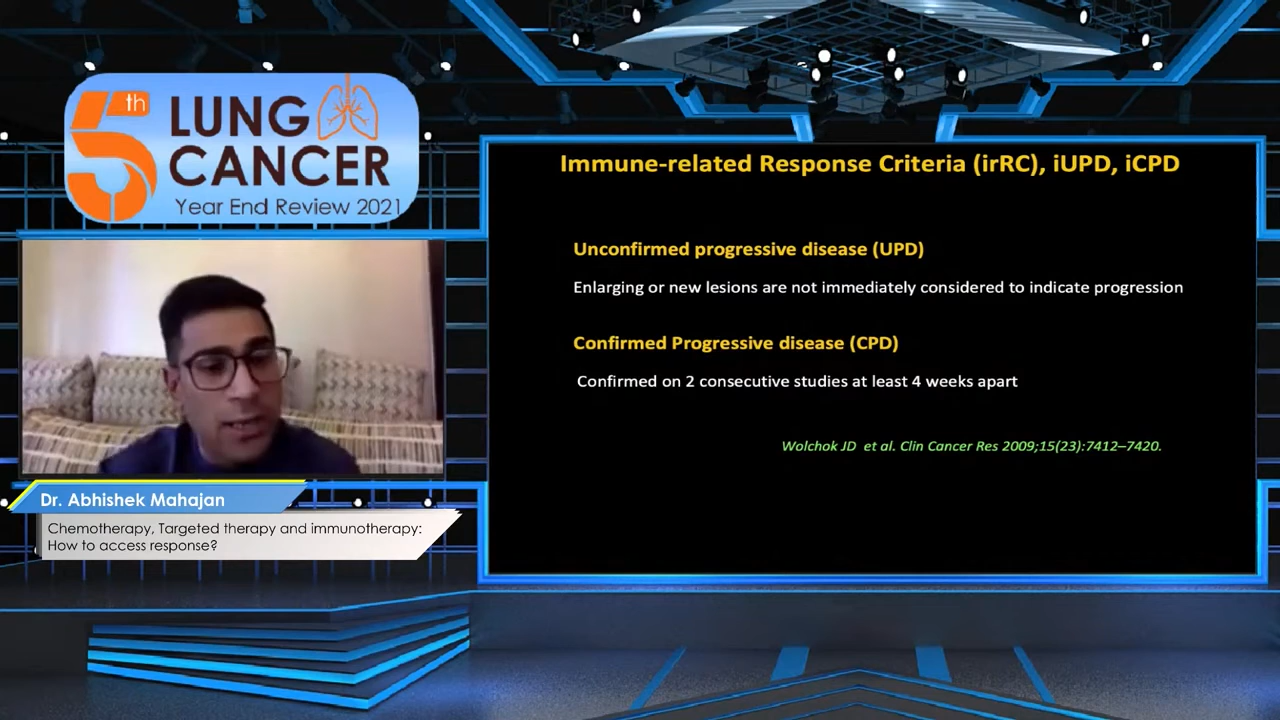 5th
LUNG
CANCER
Year End Review 2021
Immune-related Response Criteria (irRC), iUPD, iCPD
Unconfirmed progressive disease (UPD)
Enlarging or new lesions are not immediately considered to indicate progression
Confirmed Progressive disease (CPD)
Confirmed on 2 consecutive studies at least 4 weeks apart
Wolchok JD et al. Clin Cancer Res 2009;15(23):7412–7420.
Dr. Abhishek Mahajan
Chemotherapy, Targeted therapy and immunotherapy:
How to access response?